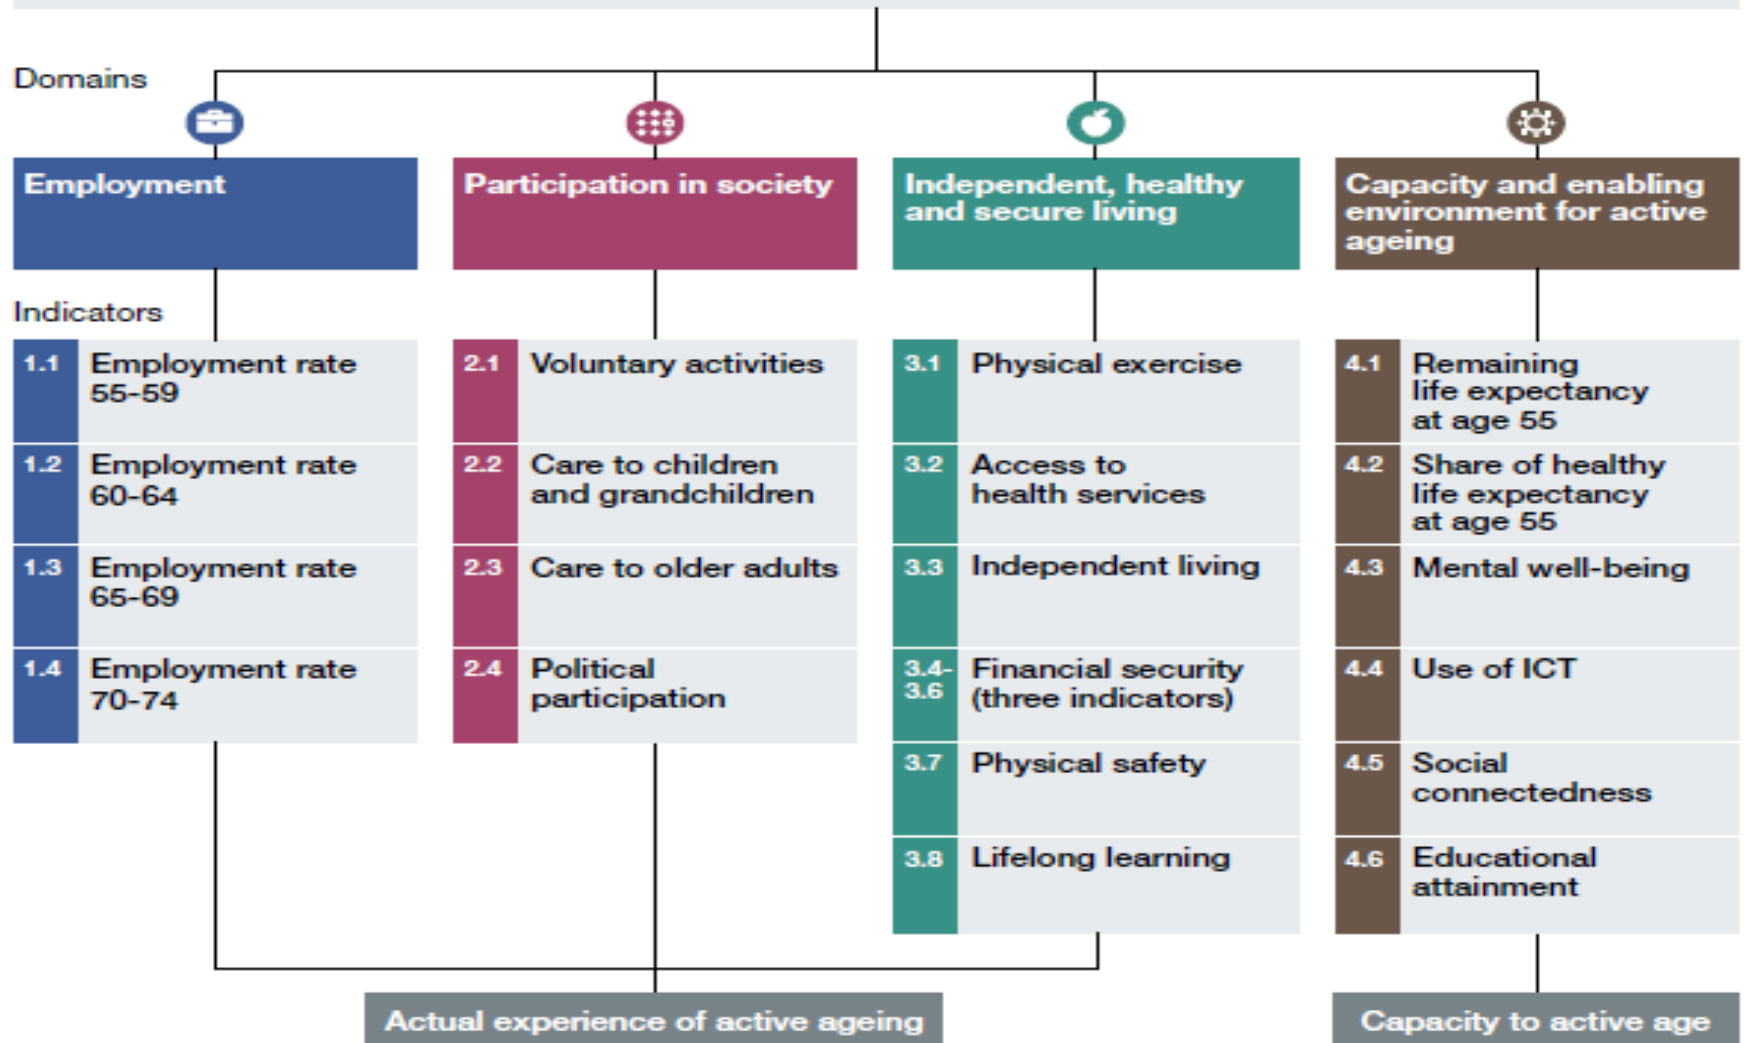 Domains
Employment
Participation in society
Independent, healthy
and secure living
Capacity and enabling
environment for active
ageing
Indicators
1.1 Employment rate
55-59
1.2 Employment rate
60-64
1.3 Employment rate
65-69
1.4 Employment rate
70-74
2.1 Voluntary activities
2.2 Care to children
and grandchildren
2.3 Care to older adults
2.4 Political
participation
3.1 Physical exercise
3.2 Access to
health services
3.3 Independent living
3.4- Financial security
3.6 (three indicators)
3.7 Physical safety
3.8 Lifelong learning
4.1 Remaining
life expectancy
at age 55
4.2 Share of healthy
life expectancy
at age 55
4.3 Mental well-being
4.4 Use of ICT
4.5 Social
connectedness
4.6 Educational
attainment
Actual experience of active ageing
Capacity to active age